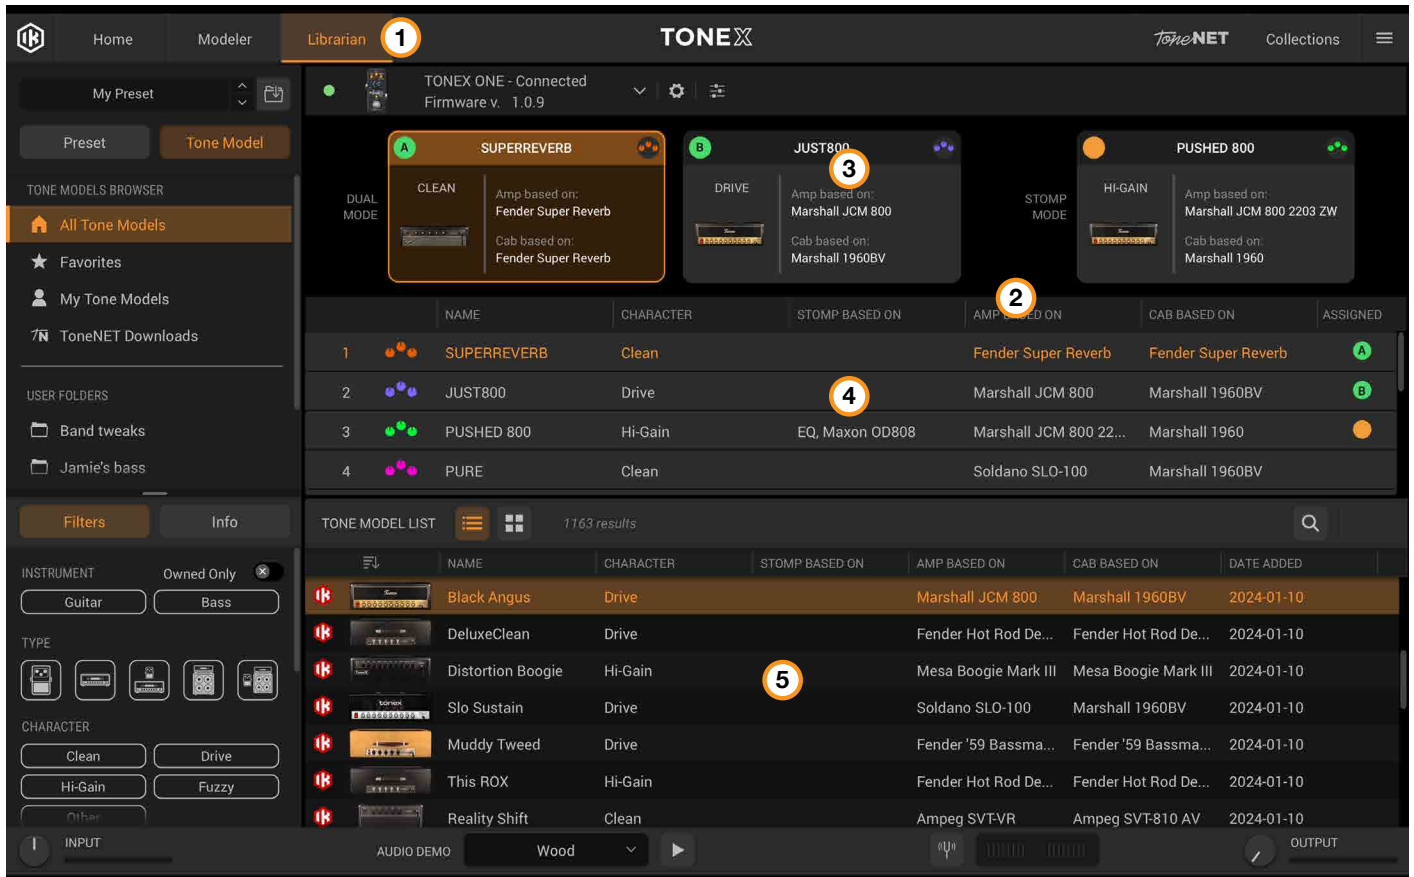 Home Modeler Librarian 1 TONEX ToneNET Collections
My Preset
TONEX ONE - Connected
Firmware v. 1.0.9
Preset Tone Model
TONE MODELS BROWSER
All Tone Models
Favorites
My Tone Models
ToneNET Downloads
USER FOLDERS
Band tweaks
Jamie's bass
DUAL
MODE
A SUPERREVERB
CLEAN
Amp based on:
Fender Super Reverb
Cab based on:
Fender Super Reverb
B JUST800
3
DRIVE
Amp based on:
Marshall JCM 800
Cab based on:
Marshall 1960BV
STOMP
MODE
PUSHED 800
HI-GAIN
Amp based on:
Marshall JCM 800 2203 ZW
Cab based on:
Marshall 1960
2
NAME CHARACTER STOMP BASED ON AMP BASED ON CAB BASED ON ASSIGNED
1 SUPERREVERB Clean Fender Super Reverb Fender Super Reverb A
2 JUST800 Drive Marshall JCM 800 Marshall 1960BV B
4
3 PUSHED 800 Hi-Gain EQ, Maxon OD808 Marshall JCM 800 22... Marshall 1960
4 PURE Clean Soldano SLO-100 Marshall 1960BV
Filters Info
INSTRUMENT Owned Only
Guitar Bass
TYPE
CHARACTER
Clean Drive
Hi-Gain Fuzzy
Other
TONE MODEL LIST 1163 results
NAME CHARACTER STOMP BASED ON AMP BASED ON CAB BASED ON DATE ADDED
Black Angus Drive Marshall JCM 800 Marshall 1960BV 2024-01-10
DeluxeClean Drive Fender Hot Rod De... Fender Hot Rod De... 2024-01-10
Distortion Boogie Hi-Gain Mesa Boogie Mark III Mesa Boogie Mark III 2024-01-10
5
Slo Sustain Drive Soldano SLO-100 Marshall 1960BV 2024-01-10
Muddy Tweed Drive Fender '59 Bassma... Fender '59 Bassma... 2024-01-10
This ROX Hi-Gain Fender Hot Rod De... Fender Hot Rod De... 2024-01-10
Reality Shift Clean Ampeg SVT-VR Ampeg SVT-810 AV 2024-01-10
INPUT AUDIO DEMO Wood OUTPUT